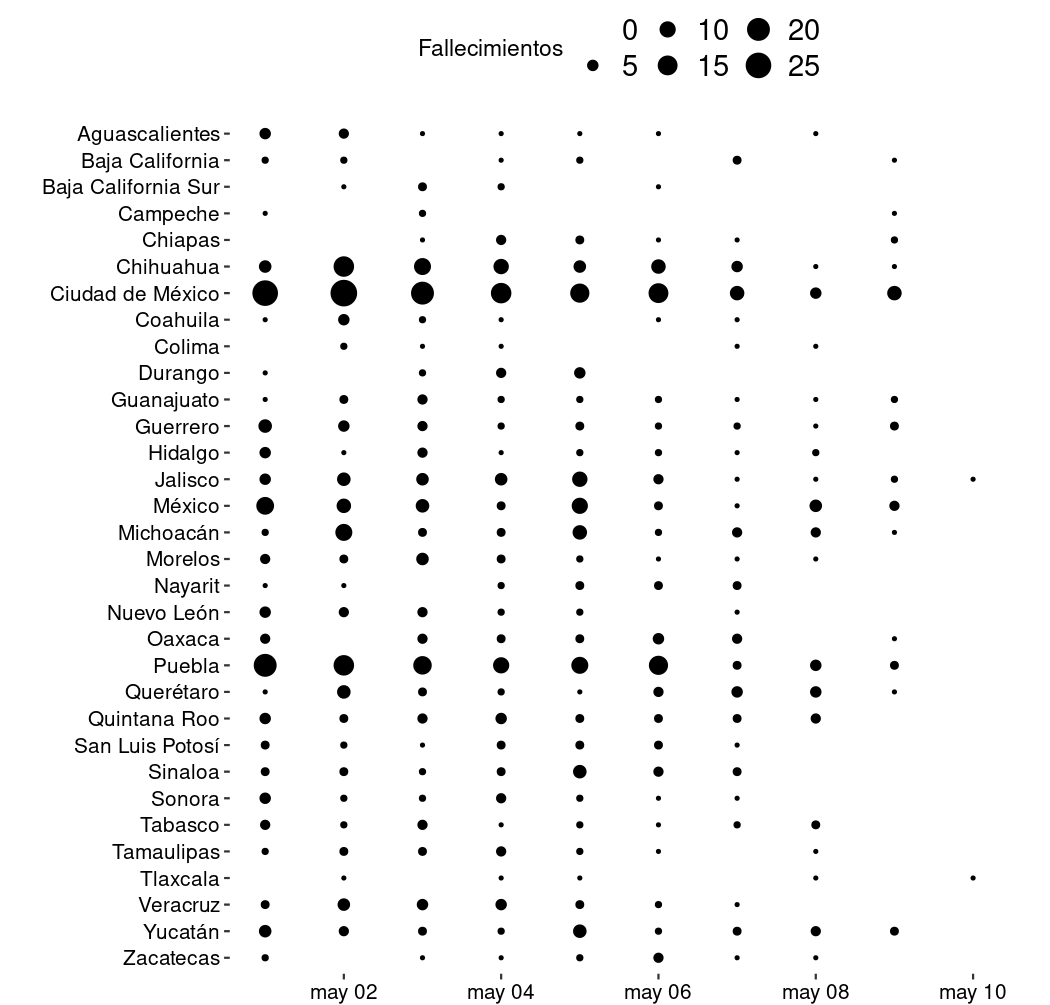 0 10 20
Fallecimientos
5 15 25
Aguascalientes
Baja California
Baja California Sur
Campeche
Chiapas
Chihuahua
Ciudad de México
Coahuila
Colima
Durango
Guanajuato
Guerrero
Hidalgo
Jalisco
México
Michoacán
Morelos
Nayarit
Nuevo León
Oaxaca
Puebla
Querétaro
Quintana Roo
San Luis Potosí
Sinaloa
Sonora
Tabasco
Tamaulipas
Tlaxcala
Veracruz
Yucatán
Zacatecas
may 02 may 04 may 06 may 08 may 10